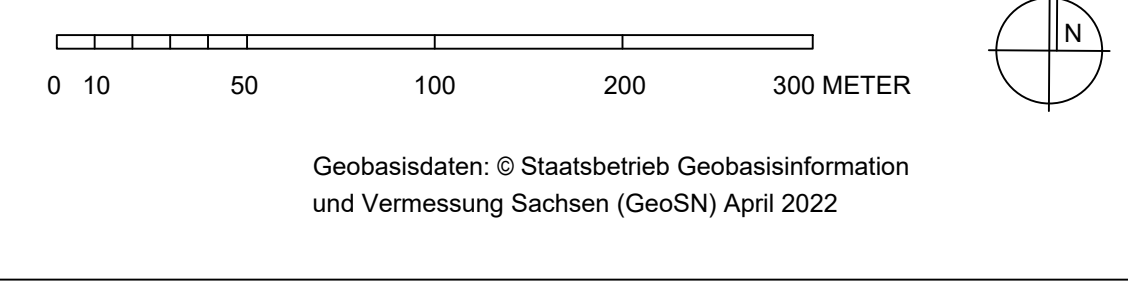 N
0 10 50 100 200 300 METER
Geobasisdaten: © Staatsbetrieb Geobasisinformation
und Vermessung Sachsen (GeoSN) April 2022